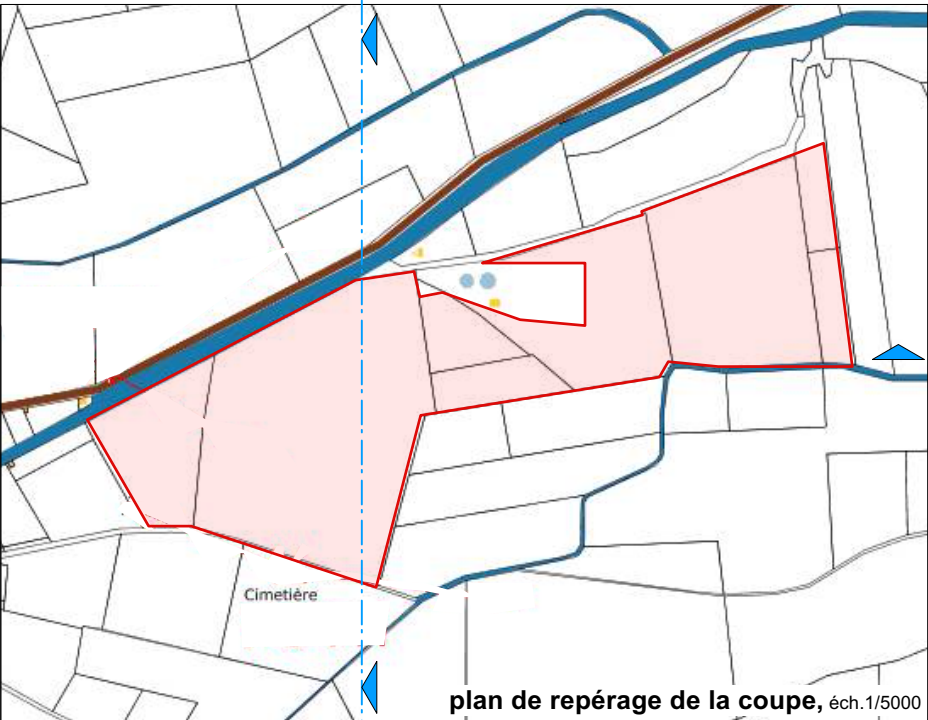 Cimetière
plan de repérage de la coupe, éch.1/5000